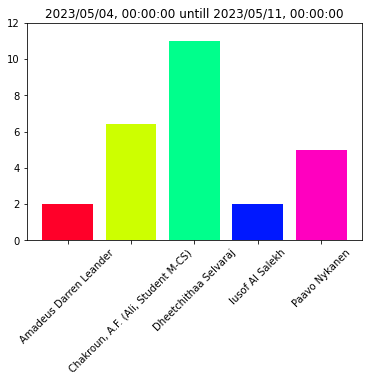 2023/05/04, 00:00:00 untill 2023/05/11, 00:00:00
12
10
8
6
4
2
0
Amadeus Darren Leander
Chakroun, A.F. (Ali, Student M-CS)
Dheetchithaa Selvaraj
Iusof Al Salekh
Paavo Nykanen